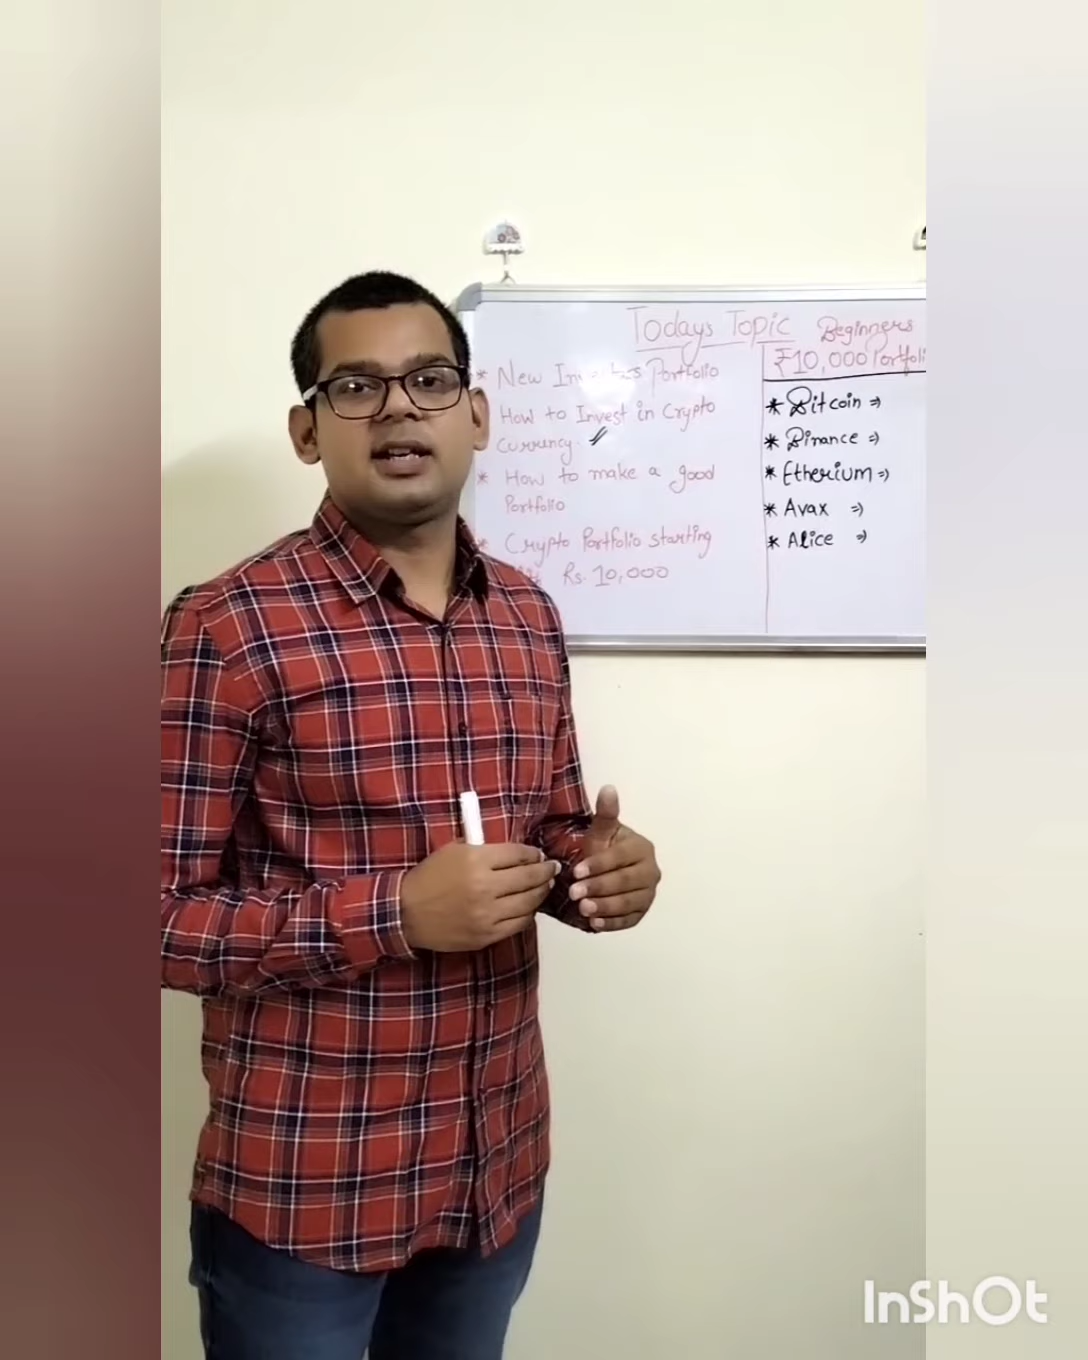 Todays Topic
* New Portfolio
How to Invest in Crypto
Currency.
* How to make a good
Portfolio
* Crypto Portfolio starting
Rs. 10,000
Beginners
₹10,000 Portfoli
* Bitcoin ⇒
* Binance ⇒
* Etherium ⇒
* Avax ⇒
* Alice ⇒
InShOt